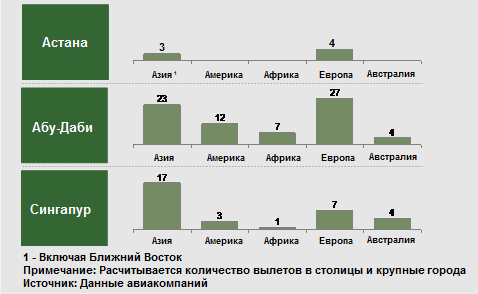 Астана
3
4
Азия ¹ Америка Африка Европа Австралия
Абу-Даби
23 12 7 27 4
Азия Америка Африка Европа Австралия
Сингапур
17 3 1 7 4
Азия Америка Африка Европа Австралия
1 - Включая Ближний Восток
Примечание: Расчитывается количество вылетов в столицы и крупные города
Источник: Данные авиакомпаний